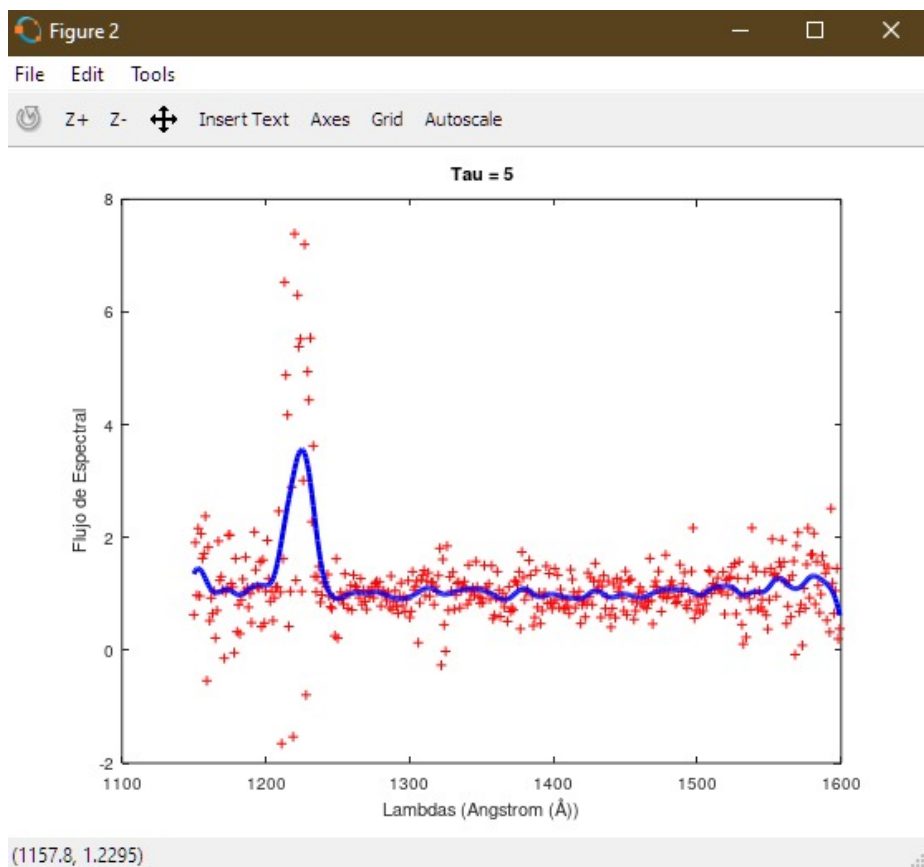 Figure 2
File Edit Tools
Z+ Z- Insert Text Axes Grid Autoscale
Tau = 5
8
6
4
2
0
-2
Flujo de Espectral
1100 1200 1300 1400 1500 1600
Lambdas (Angstrom (Å))
(1157.8, 1.2295)